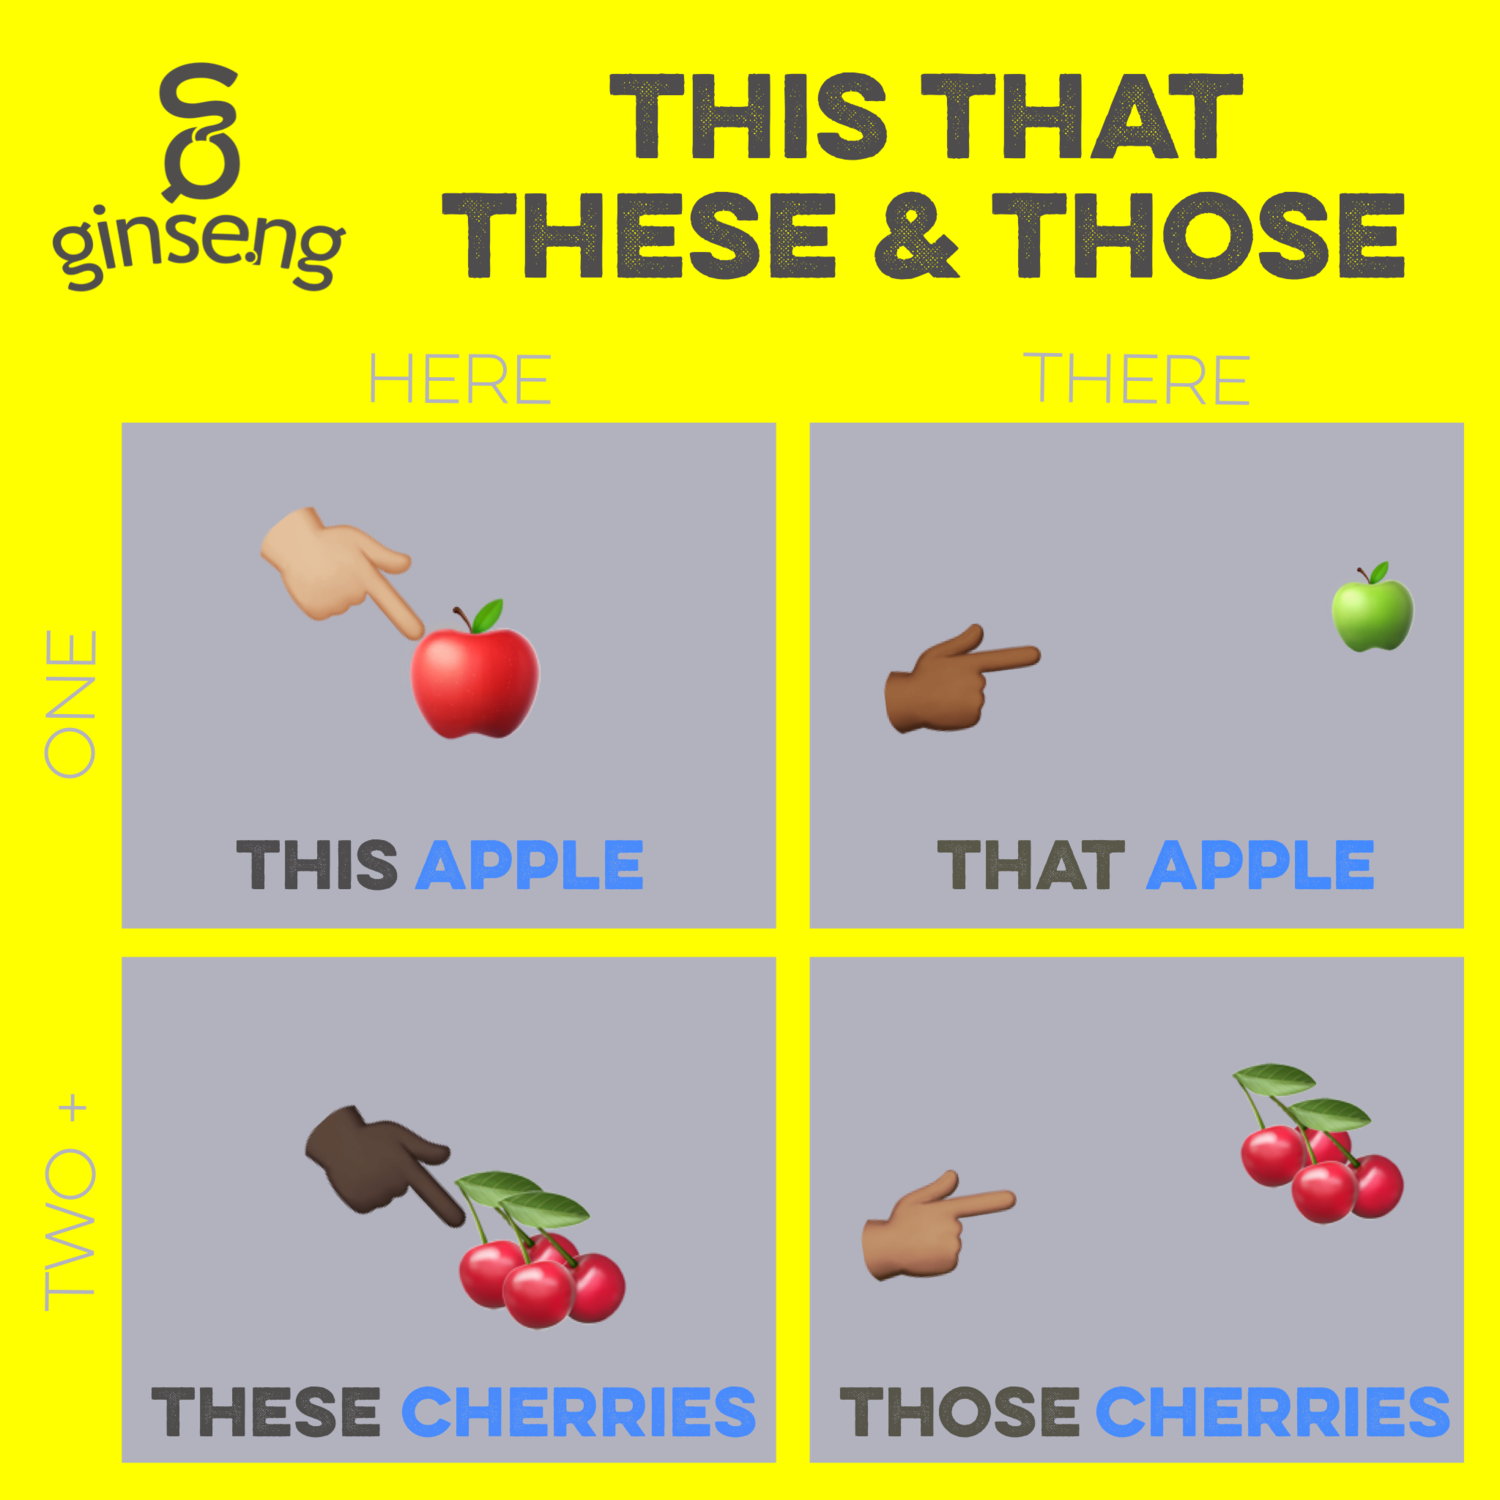 ginseng
THIS THAT
THESE & THOSE
HERE
THERE
ONE
THIS APPLE
THAT APPLE
TWO +
THESE CHERRIES
THOSE CHERRIES